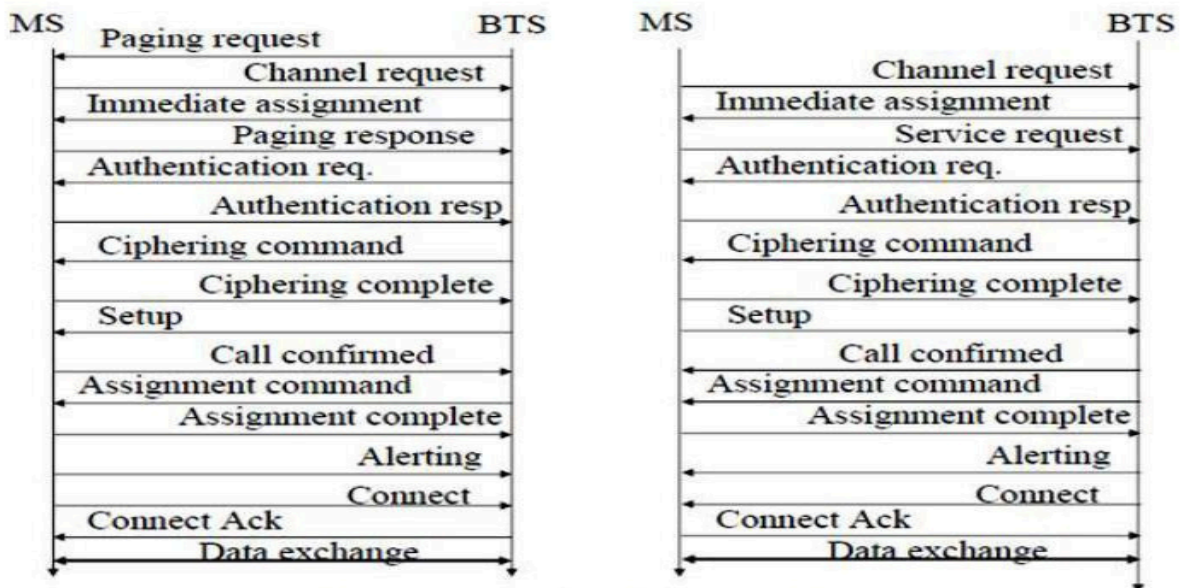 MS
BTS
Paging request
Channel request
Immediate assignment
Paging response
Authentication req.
Authentication resp
Ciphering command
Ciphering complete
Setup
Call confirmed
Assignment command
Assignment complete
Alerting
Connect
Connect Ack
Data exchange
MS
BTS
Channel request
Immediate assignment
Service request
Authentication req.
Authentication resp
Ciphering command
Ciphering complete
Setup
Call confirmed
Assignment command
Assignment complete
Alerting
Connect
Connect Ack
Data exchange